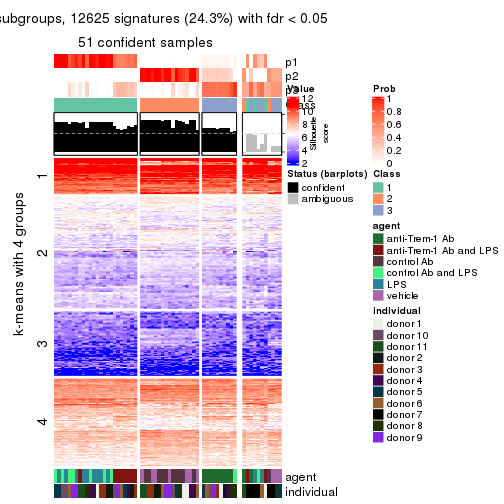 subgroups, 12625 signatures (24.3%) with fdr < 0.05
51 confident samples
p1
p2
Class
Silhouette
score
1
2
3
4
k-means with 4 groups
agent
individual
Value
12
10
8
6
4
2
Status (barplots)
confident
ambiguous
Prob
1
0.8
0.6
0.4
0.2
0
Class
1
2
3
agent
anti-Trem-1 Ab
anti-Trem-1 Ab and LPS
control Ab
control Ab and LPS
LPS
vehicle
individual
donor 1
donor 10
donor 11
donor 2
donor 3
donor 4
donor 5
donor 6
donor 7
donor 8
donor 9